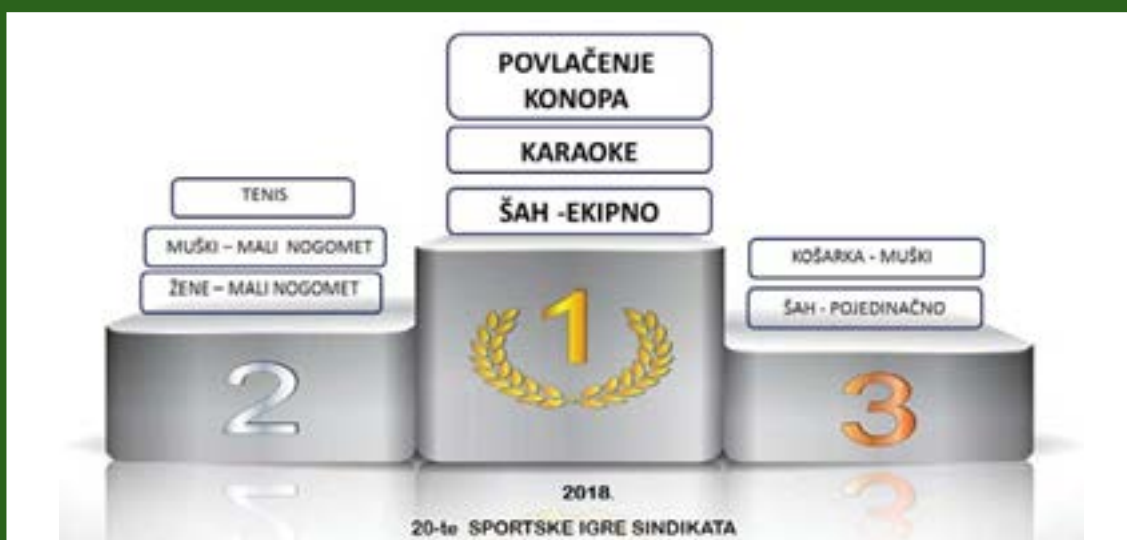 POVLAČENJE
KONOPA
KARAOKE
ŠAH -EKIPNO
TENIS
MUŠKI – MALI NOGOMET
ŽENE – MALI NOGOMET
KOŠARKA - MUŠKI
ŠAH - POJEDINAČNO
1
2
3
2018.
20-te SPORTSKE IGRE SINDIKATA